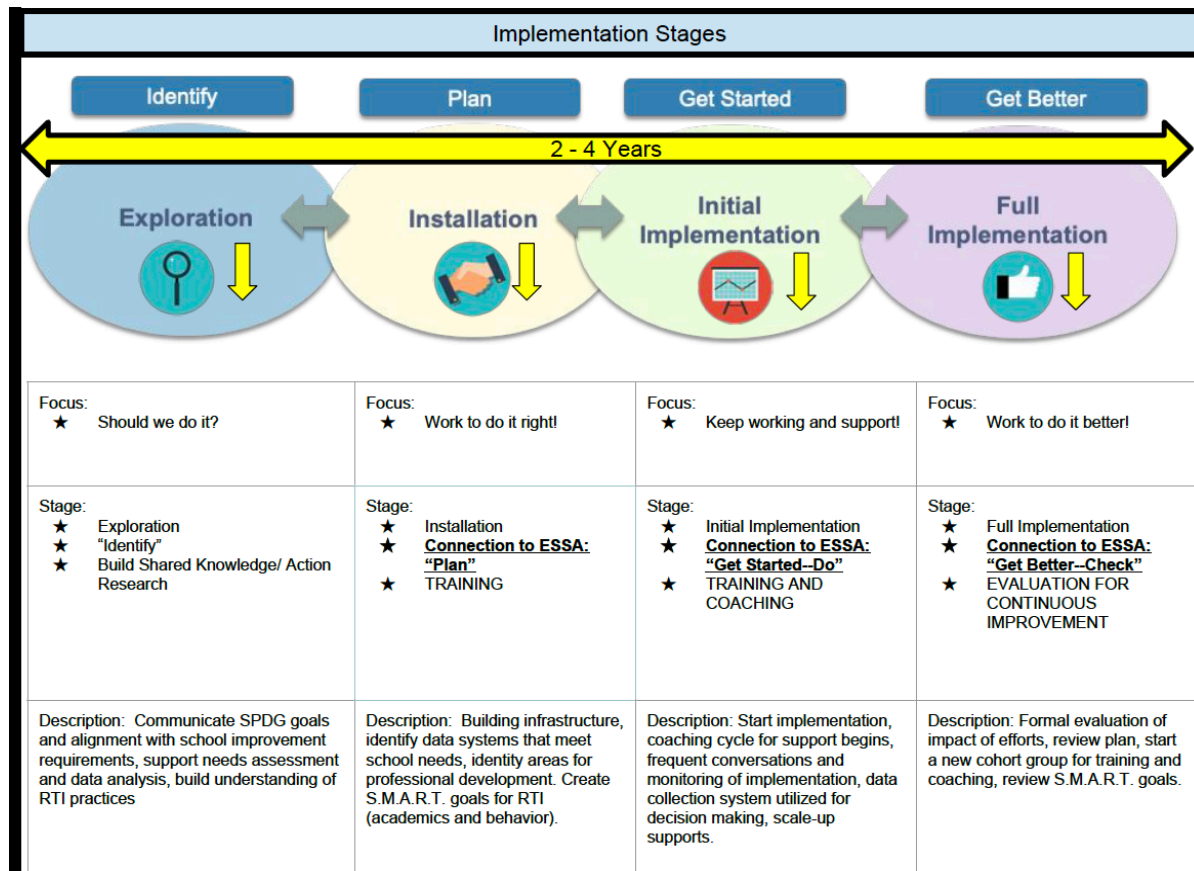 Implementation Stages
Identify
Plan
Get Started
Get Better
2 - 4 Years
Exploration
Installation
Initial
Implementation
Full
Implementation
Focus:
★ Should we do it?
Focus:
★ Work to do it right!
Focus:
★ Keep working and support!
Focus:
★ Work to do it better!
Stage:
★ Exploration
★ “Identify”
★ Build Shared Knowledge/ Action
Research
Stage:
★ Installation
★ Connection to ESSA:
“Plan”
★ TRAINING
Stage:
★ Initial Implementation
★ Connection to ESSA:
“Get Started--Do”
★ TRAINING AND
COACHING
Stage:
★ Full Implementation
★ Connection to ESSA:
“Get Better--Check”
★ EVALUATION FOR
CONTINUOUS
IMPROVEMENT
Description: Communicate SPDG goals
and alignment with school improvement
requirements, support needs assessment
and data analysis, build understanding of
RTI practices
Description: Building infrastructure,
identify data systems that meet
school needs, identity areas for
professional development. Create
S.M.A.R.T. goals for RTI
(academics and behavior).
Description: Start implementation,
coaching cycle for support begins,
frequent conversations and
monitoring of implementation, data
collection system utilized for
decision making, scale-up
supports.
Description: Formal evaluation of
impact of efforts, review plan, start
a new cohort group for training and
coaching, review S.M.A.R.T. goals.